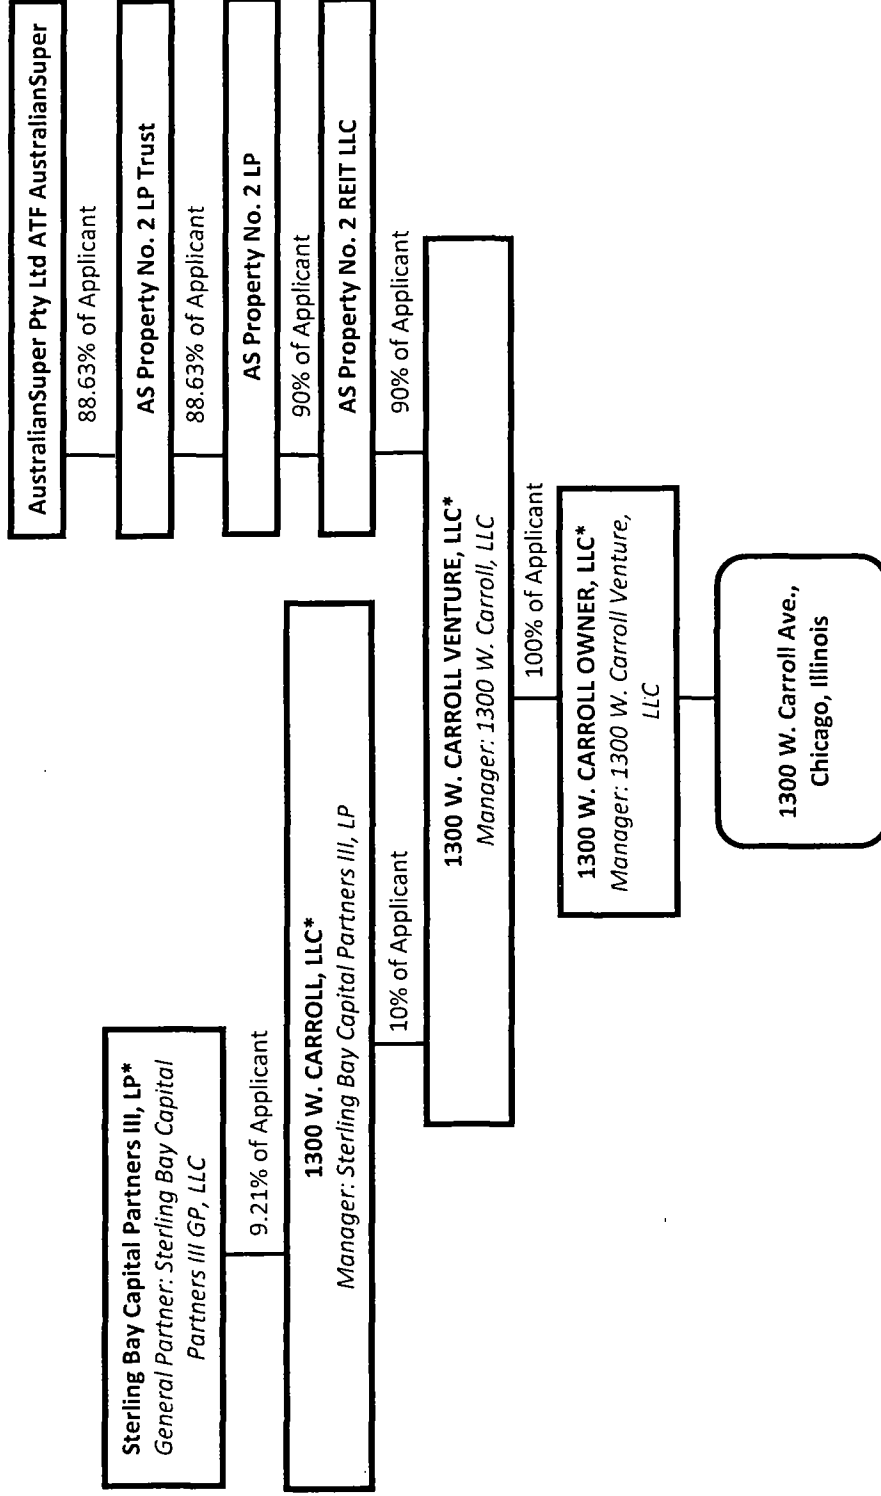 AustralianSuper Pty Ltd ATF AustralianSuper
88.63% of Applicant
AS Property No. 2 LP Trust
88.63% of Applicant
AS Property No. 2 LP
90% of Applicant
AS Property No. 2 REIT LLC
90% of Applicant
Sterling Bay Capital Partners III, LP*
General Partner: Sterling Bay Capital
Partners III GP, LLC
9.21% of Applicant
1300 W. CARROLL, LLC*
Manager: Sterling Bay Capital Partners III, LP
10% of Applicant
1300 W. CARROLL VENTURE, LLC*
Manager: 1300 W. Carroll, LLC
100% of Applicant
1300 W. CARROLL OWNER, LLC*
Manager: 1300 W. Carroll Venture,
LLC
1300 W. Carroll Ave.,
Chicago, Illinois